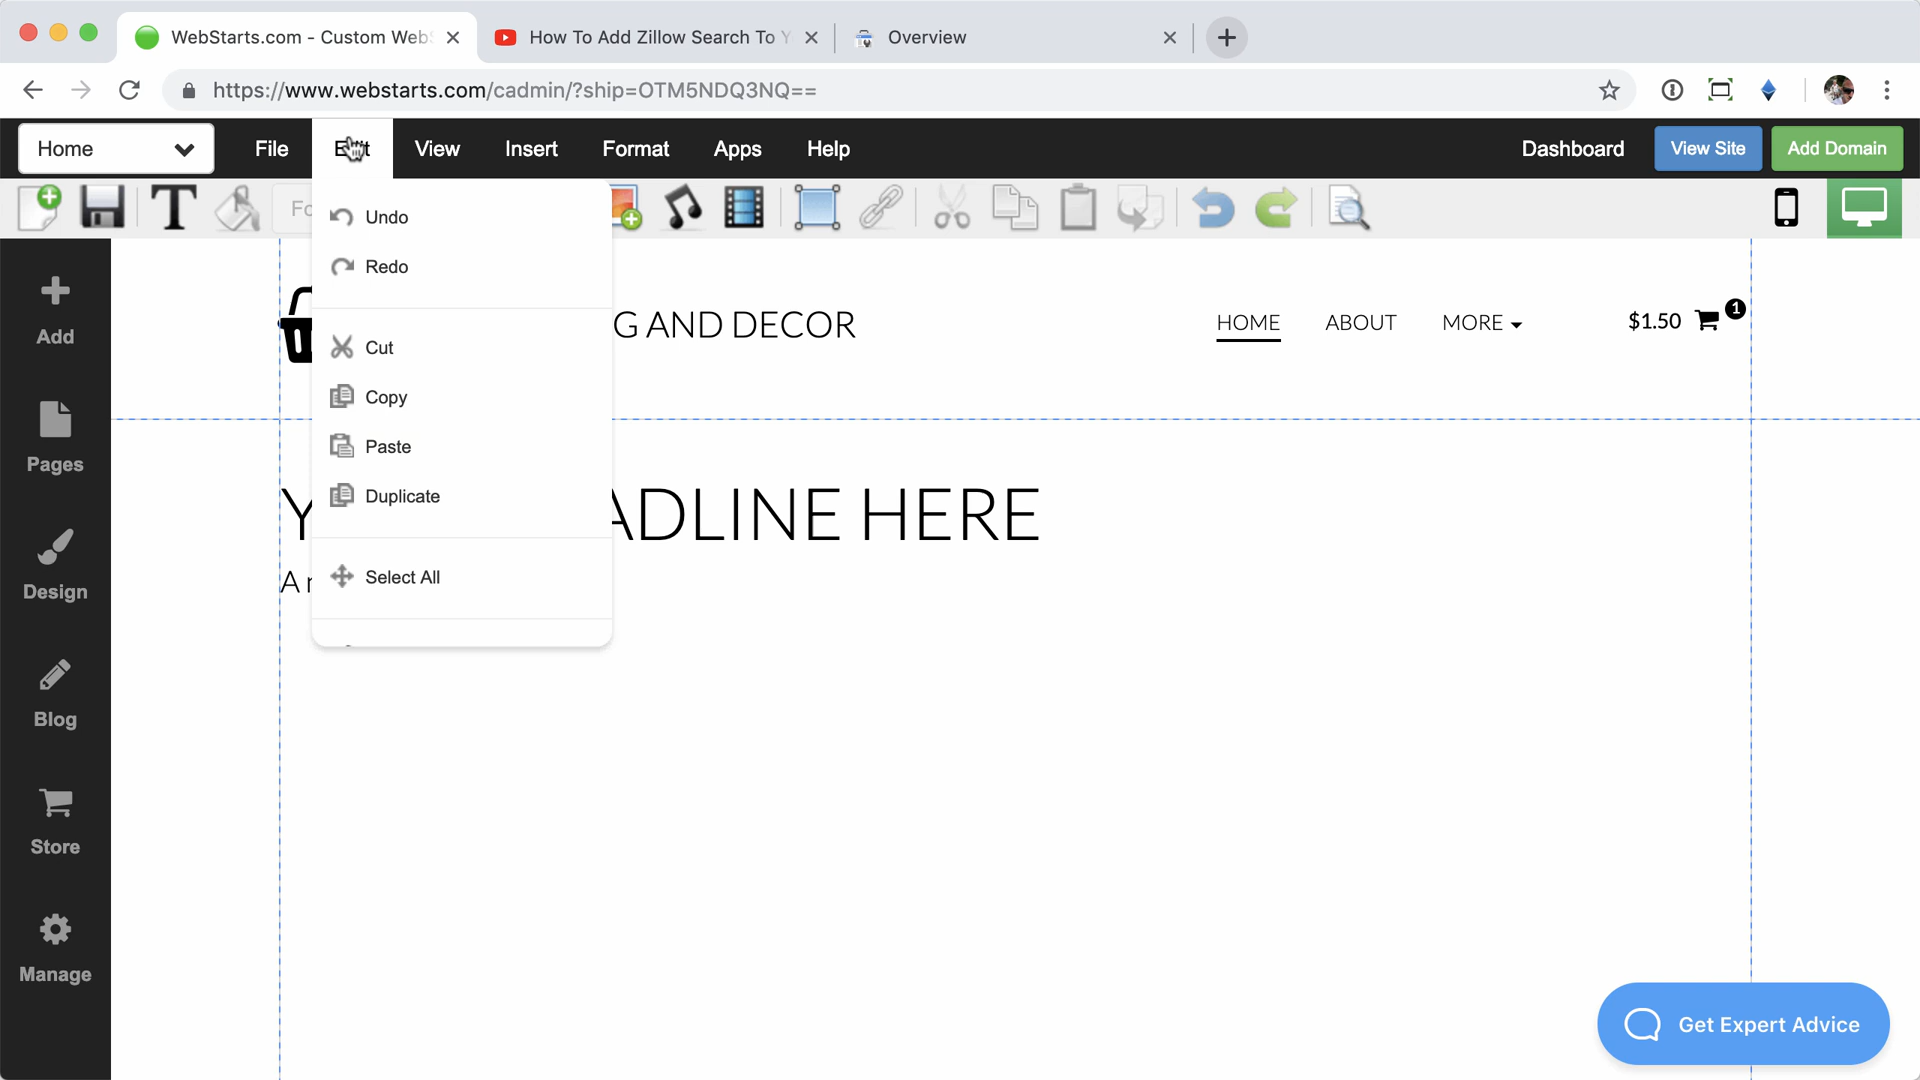 WebStarts.com - Custom Web
How To Add Zillow Search To Y
Overview
https://www.webstarts.com/cadmin/?ship=OTM5NDQ3NQ==
Home
File
Edit
View
Insert
Format
Apps
Help
Dashboard
View Site
Add Domain
Fo
Undo
Redo
Cut
Copy
Paste
Duplicate
Select All
Add
Pages
Design
Blog
Store
Manage
G AND DECOR
HOME
ABOUT
MORE
$1.50
1
Y ADLINE HERE
A
Get Expert Advice